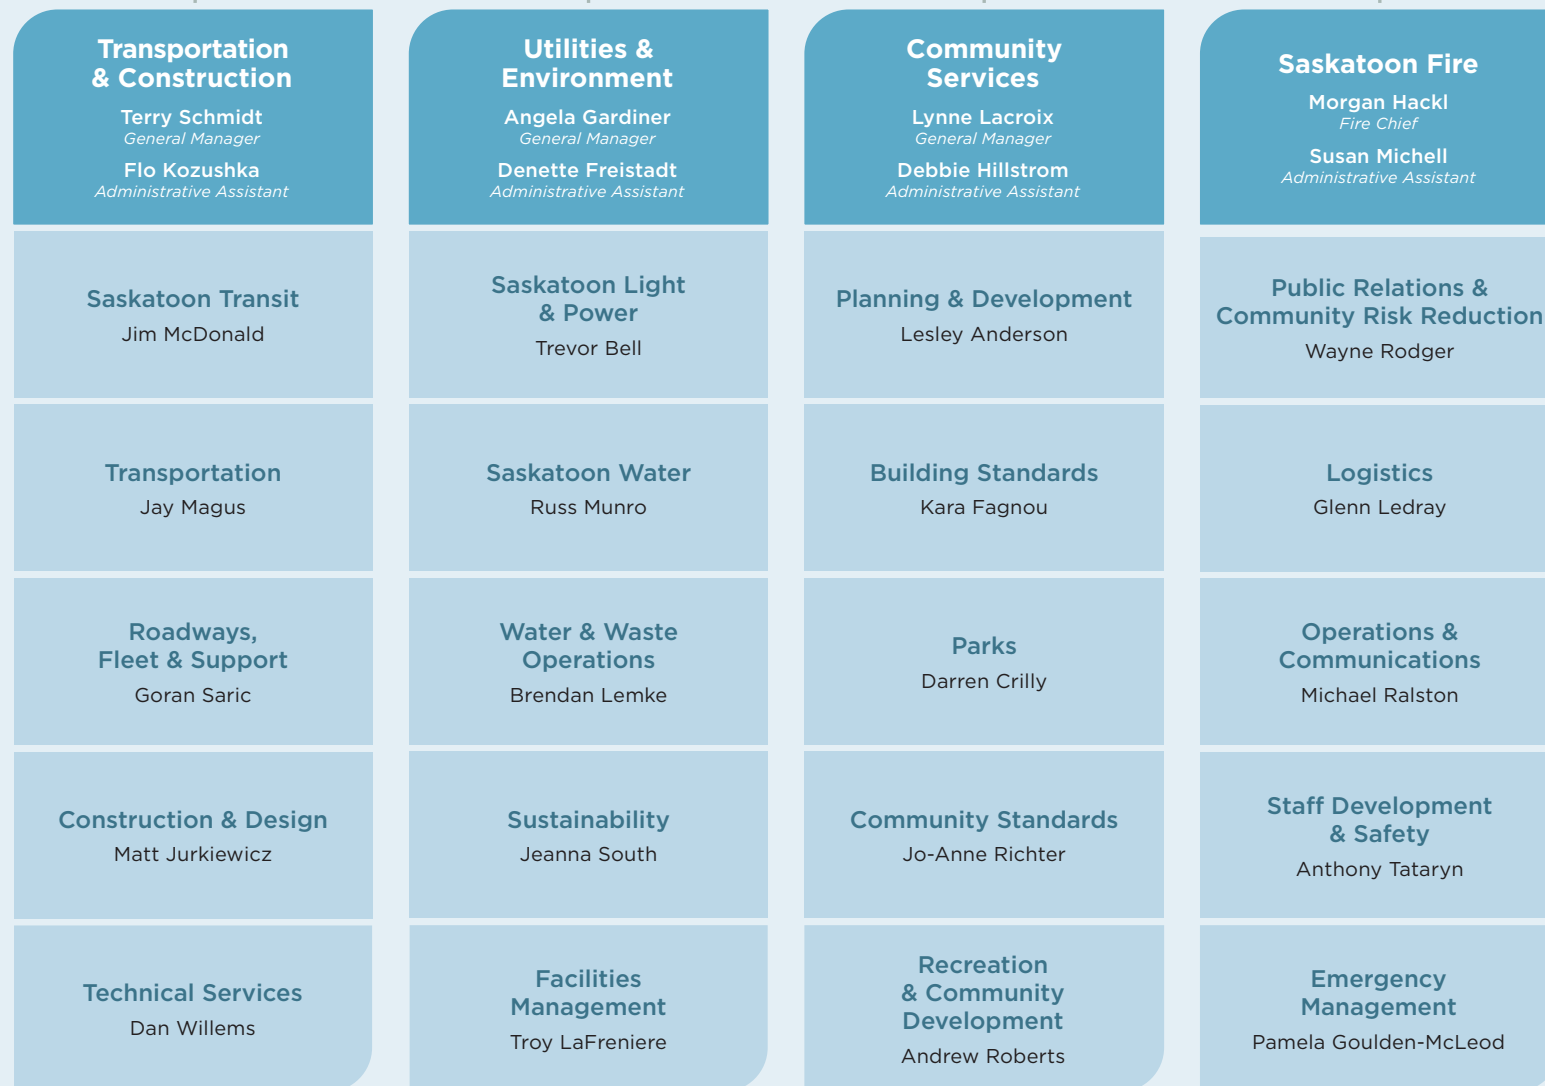 Transportation
& Construction
Terry Schmidt
General Manager
Flo Kozushka
Administrative Assistant
Saskatoon Transit
Jim McDonald
Transportation
Jay Magus
Roadways,
Fleet & Support
Goran Saric
Construction & Design
Matt Jurkiewicz
Technical Services
Dan Willems
Utilities &
Environment
Angela Gardiner
General Manager
Denette Freistadt
Administrative Assistant
Saskatoon Light
& Power
Trevor Bell
Saskatoon Water
Russ Munro
Water & Waste
Operations
Brendan Lemke
Sustainability
Jeanna South
Facilities
Management
Troy LaFreniere
Community
Services
Lynne Lacroix
General Manager
Debbie Hillstrom
Administrative Assistant
Planning & Development
Lesley Anderson
Building Standards
Kara Fagnou
Parks
Darren Crilly
Community Standards
Jo-Anne Richter
Recreation
& Community
Development
Andrew Roberts
Saskatoon Fire
Morgan Hackl
Fire Chief
Susan Michell
Administrative Assistant
Public Relations &
Community Risk Reduction
Wayne Rodger
Logistics
Glenn Ledray
Operations &
Communications
Michael Ralston
Staff Development
& Safety
Anthony Tataryn
Emergency
Management
Pamela Goulden-McLeod